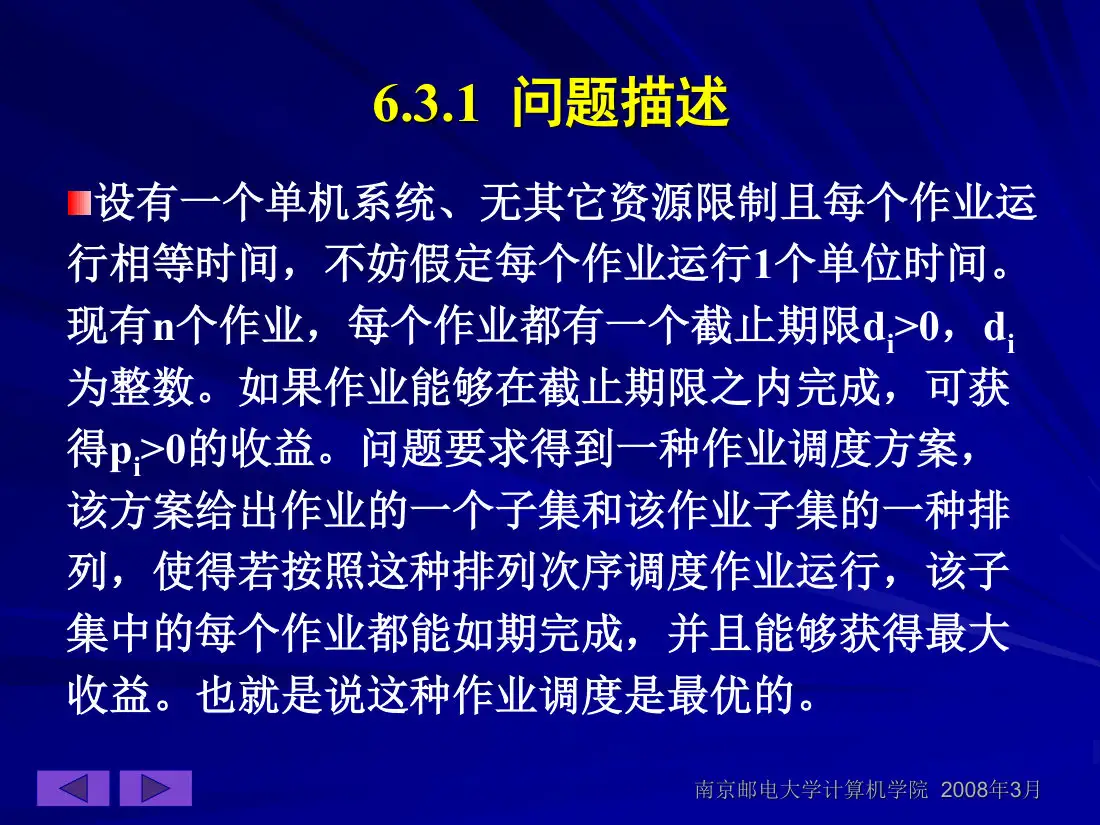 6.3.1 问题描述
设有一个单机系统、无其它资源限制且每个作业运
行相等时间，不妨假定每个作业运行1个单位时间。
现有n个作业，每个作业都有一个截止期限di>0，di
为整数。如果作业能够在截止期限之内完成，可获
得pi>0的收益。问题要求得到一种作业调度方案，
该方案给出作业的一个子集和该作业子集的一种排
列，使得若按照这种排列次序调度作业运行，该子
集中的每个作业都能如期完成，并且能够获得最大
收益。也就是说这种作业调度是最优的。
南京邮电大学计算机学院 2008年3月